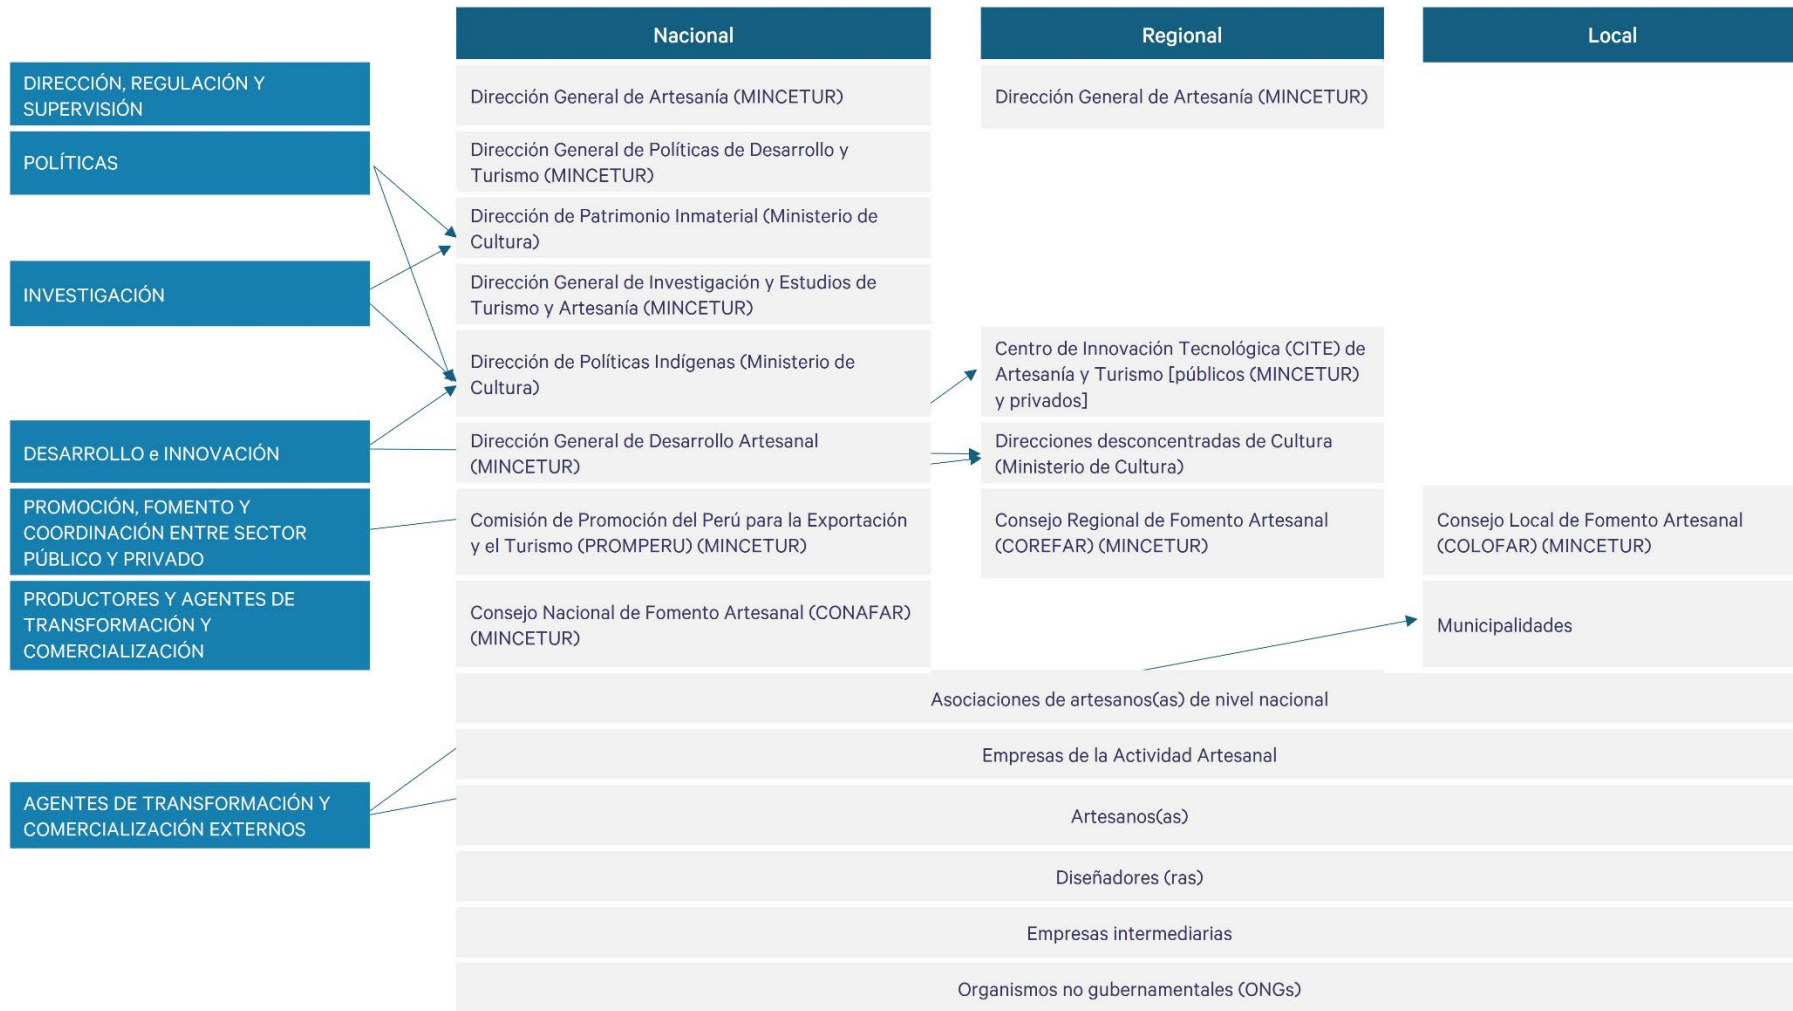 Nacional
Regional
Local
DIRECCIÓN, REGULACIÓN Y
SUPERVISIÓN
Dirección General de Artesanía (MINCETUR)
Dirección General de Artesanía (MINCETUR)
POLÍTICAS
Dirección General de Políticas de Desarrollo y
Turismo (MINCETUR)
Dirección de Patrimonio Inmaterial (Ministerio de
Cultura)
INVESTIGACIÓN
Dirección General de Investigación y Estudios de
Turismo y Artesanía (MINCETUR)
Dirección de Políticas Indígenas (Ministerio de
Cultura)
Centro de Innovación Tecnológica (CITE) de
Artesanía y Turismo [públicos (MINCETUR)
y privados]
DESARROLLO e INNOVACIÓN
Dirección General de Desarrollo Artesanal
(MINCETUR)
Direcciones desconcentradas de Cultura
(Ministerio de Cultura)
PROMOCIÓN, FOMENTO Y
COORDINACIÓN ENTRE SECTOR
PÚBLICO Y PRIVADO
Comisión de Promoción del Perú para la Exportación
y el Turismo (PROMPERU) (MINCETUR)
Consejo Regional de Fomento Artesanal
(COREFAR) (MINCETUR)
Consejo Local de Fomento Artesanal
(COLOFAR) (MINCETUR)
PRODUCTORES Y AGENTES DE
TRANSFORMACIÓN Y
COMERCIALIZACIÓN
Consejo Nacional de Fomento Artesanal (CONAFAR)
(MINCETUR)
Municipalidades
Asociaciones de artesanos(as) de nivel nacional
Empresas de la Actividad Artesanal
AGENTES DE TRANSFORMACIÓN Y
COMERCIALIZACIÓN EXTERNOS
Artesanos(as)
Diseñadores (ras)
Empresas intermediarias
Organismos no gubernamentales (ONGs)